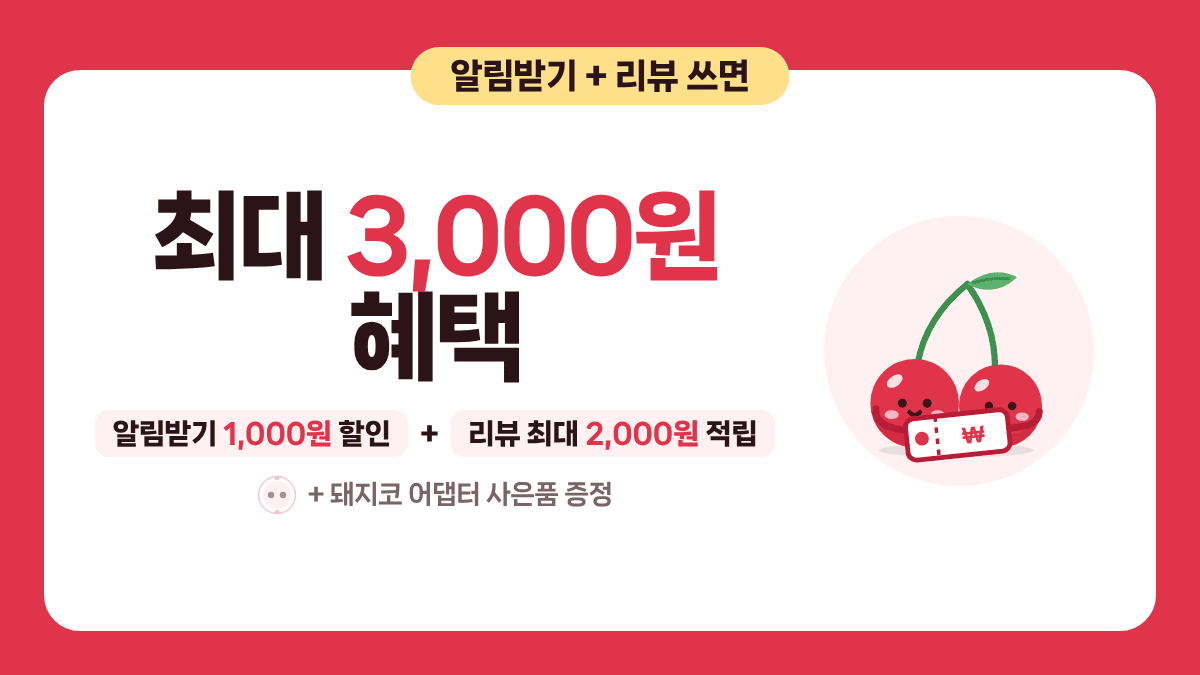 알림받기 + 리뷰 쓰면
최대 3,000원
혜택
알림받기 1,000원 할인 + 리뷰 최대 2,000원 적립
+ 돼지코 어댑터 사은품 증정
₩